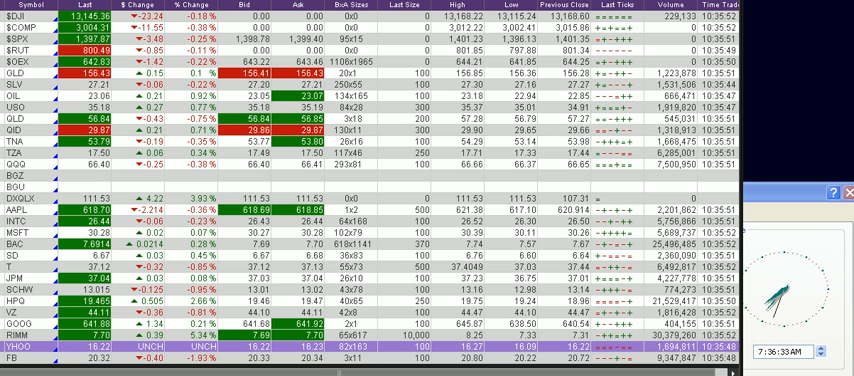 Symbol Last $ Change % Change Bid Ask BxA Sizes Last Size High Low Previous Close Last Ticks Volume Time Trade
$DJI 13,145.36 -23.24 -0.18 % 0.00 0.00 0x0 13,168.22 13,115.24 13,168.60 ====== 229,133 10:35:52
$COMP 3,004.31 -11.55 -0.38 % 0.00 0.00 0x0 3,012.22 3,002.41 3,015.86 0 10:35:52
$SPX 1,397.87 -3.48 -0.25 % 1,398.78 1,399.40 95x15 1,401.23 1,396.13 1,401.35 0 10:35:51
$RUT 800.49 -0.85 -0.11 % 0.00 0.00 0x0 801.85 797.88 801.34 0 10:35:49
$OEX 642.83 -1.42 -0.22 % 643.22 643.46 1106x1965 644.21 641.85 644.25 0 10:35:50
GLD 156.43 0.15 0.1 % 156.41 156.43 20x1 100 156.85 156.36 156.28 1,223,878 10:35:51
SLV 27.21 -0.06 -0.22 % 27.20 27.21 250x55 100 27.30 27.16 27.27 1,531,506 10:35:44
OIL 23.06 0.21 0.92 % 23.05 23.07 134x165 100 23.18 22.94 22.85 666,471 10:35:47
USO 35.18 0.27 0.77 % 35.18 35.19 84x28 300 35.37 35.01 34.91 1,919,820 10:35:47
QLD 56.84 -0.43 -0.75 % 56.84 56.85 3x18 200 57.28 56.79 57.27 545,031 10:35:51
QID 29.87 0.21 0.71 % 29.86 29.87 130x11 300 29.90 29.65 29.66 1,318,913 10:35:51
TNA 53.79 -0.19 -0.35 % 53.77 53.80 26x16 100 54.29 53.14 53.98 1,668,475 10:35:51
TZA 17.50 0.06 0.34 % 17.49 17.50 117x46 250 17.71 17.33 17.44 6,285,001 10:35:51
QQQ 66.40 -0.25 -0.38 % 66.40 66.41 293x81 100 66.66 66.37 66.65 7,500,950 10:35:52
BGZ
BGU
DXQLX 111.53 4.22 3.93 % 111.53 111.53 0x0 111.53 111.53 107.31 = 0
AAPL 618.70 -2.214 -0.36 % 618.69 618.85 1x2 500 621.38 617.10 620.914 2,201,862 10:35:51
INTC 26.44 -0.06 -0.23 % 26.43 26.44 64x168 100 26.52 26.30 26.50 5,756,866 10:35:51
MSFT 30.28 0.02 0.07 % 30.28 30.29 102x79 100 30.39 30.11 30.26 5,689,737 10:35:52
BAC 7.6914 0.0214 0.28 % 7.69 7.70 618x1141 370 7.74 7.57 7.67 25,496,485 10:35:52
SD 6.67 0.03 0.45 % 6.67 6.68 36x83 100 6.76 6.60 6.64 2,360,090 10:35:51
T 37.12 -0.32 -0.85 % 37.12 37.13 55x73 300 37.4049 37.03 37.44 6,492,817 10:35:51
JPM 37.04 0.03 0.08 % 37.03 37.04 26x10 100 37.23 36.75 37.01 4,227,778 10:35:51
SCHW 13.015 -0.125 -0.95 % 13.01 13.02 43x78 100 13.16 12.98 13.14 774,273 10:35:51
HPQ 19.465 0.505 2.66 % 19.46 19.47 40x65 250 19.75 19.24 18.96 21,529,417 10:35:50
VZ 44.11 -0.36 -0.81 % 44.10 44.11 42x8 100 44.47 44.10 44.47 1,816,428 10:35:52
GOOG 641.88 1.34 0.21 % 641.68 641.92 2x1 100 645.87 638.50 640.54 404,155 10:35:51
RIMM 7.70 0.39 5.34 % 7.69 7.70 65x617 10,000 8.25 7.33 7.31 30,379,260 10:35:52
YHOO 16.22 UNCH UNCH 16.22 16.23 82x163 100 16.27 16.09 16.22 1,694,811 10:35:48
FB 20.32 -0.40 -1.93 % 20.33 20.34 3x11 100 20.80 20.22 20.72 9,347,847 10:35:48
7:36:33 AM